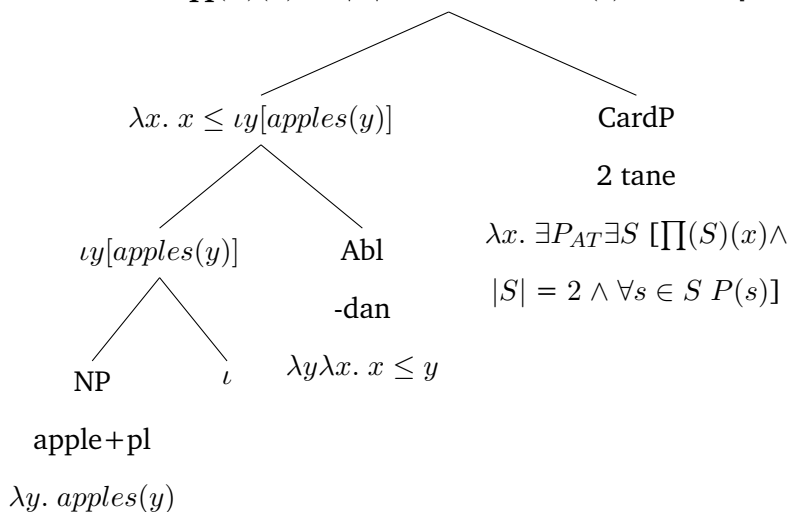 λx. x ≤ ιy[apples(y)]
CardP
2 tane
ιy[apples(y)]
Abl
λx. ∃P_AT∃S [∏(S)(x)∧
-dan
|S| = 2 ∧ ∀s ∈ S P(s)]
NP
ι
λyλx. x ≤ y
apple+pl
λy. apples(y)